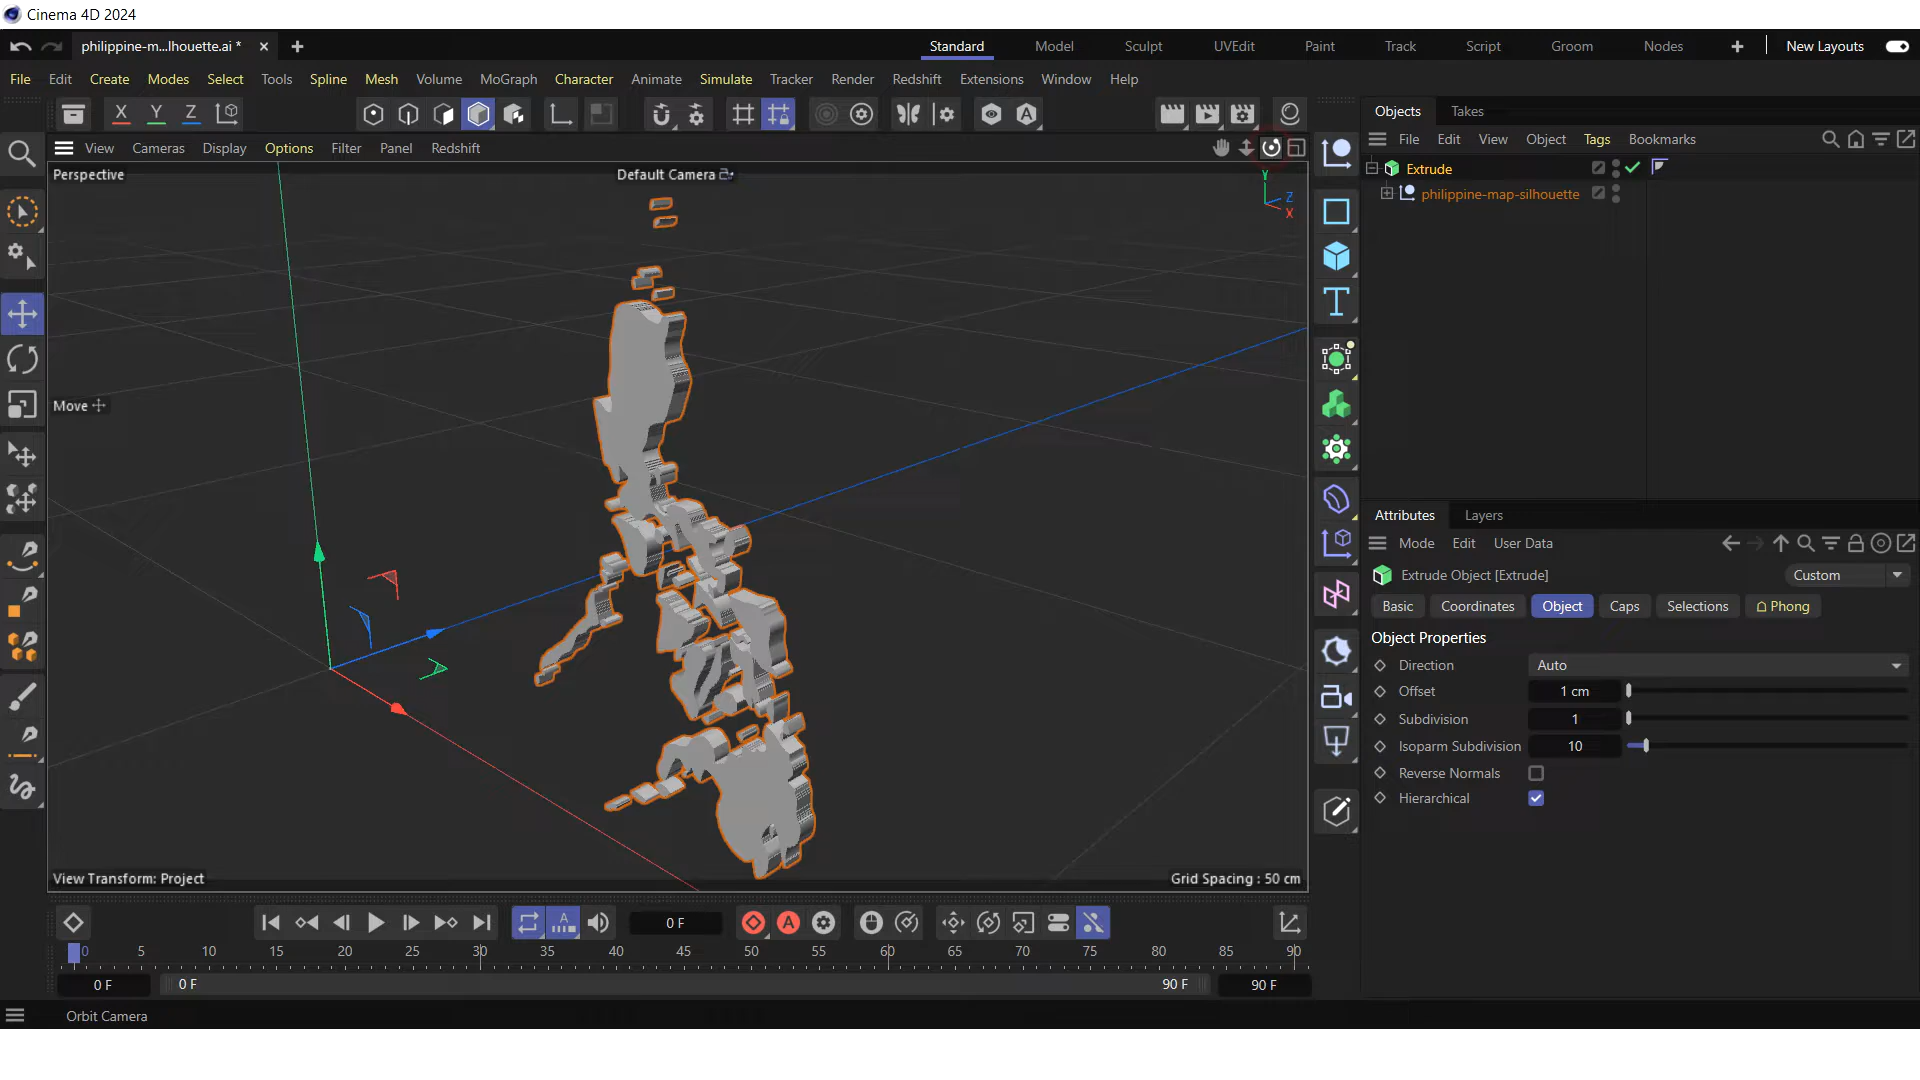 Cinema 4D 2024
philippine-m...lhouette.ai *
Standard Model Sculpt UVEdit Paint Track Script Groom Nodes New Layouts
File Edit Create Modes Select Tools Spline Mesh Volume MoGraph Character Animate Simulate Tracker Render Redshift Extensions Window Help
X Y Z
A
Objects Takes
File Edit View Object Tags Bookmarks
View Cameras Display Options Filter Panel Redshift
Perspective
Default Camera
Y
Z
X
Extrude
philippine-map-silhouette
T
Move
Attributes Layers
Mode Edit User Data
Extrude Object [Extrude]
Custom
Basic Coordinates Object Caps Selections Phong
Object Properties
Direction Auto
Offset 1 cm
Subdivision 1
Isoparm Subdivision 10
Reverse Normals
Hierarchical
View Transform: Project
Grid Spacing : 50 cm
A 0 F A
0 5 10 15 20 25 30 35 40 45 50 55 60 65 70 75 80 85 90
0 F 0 F 90 F 90 F
Orbit Camera